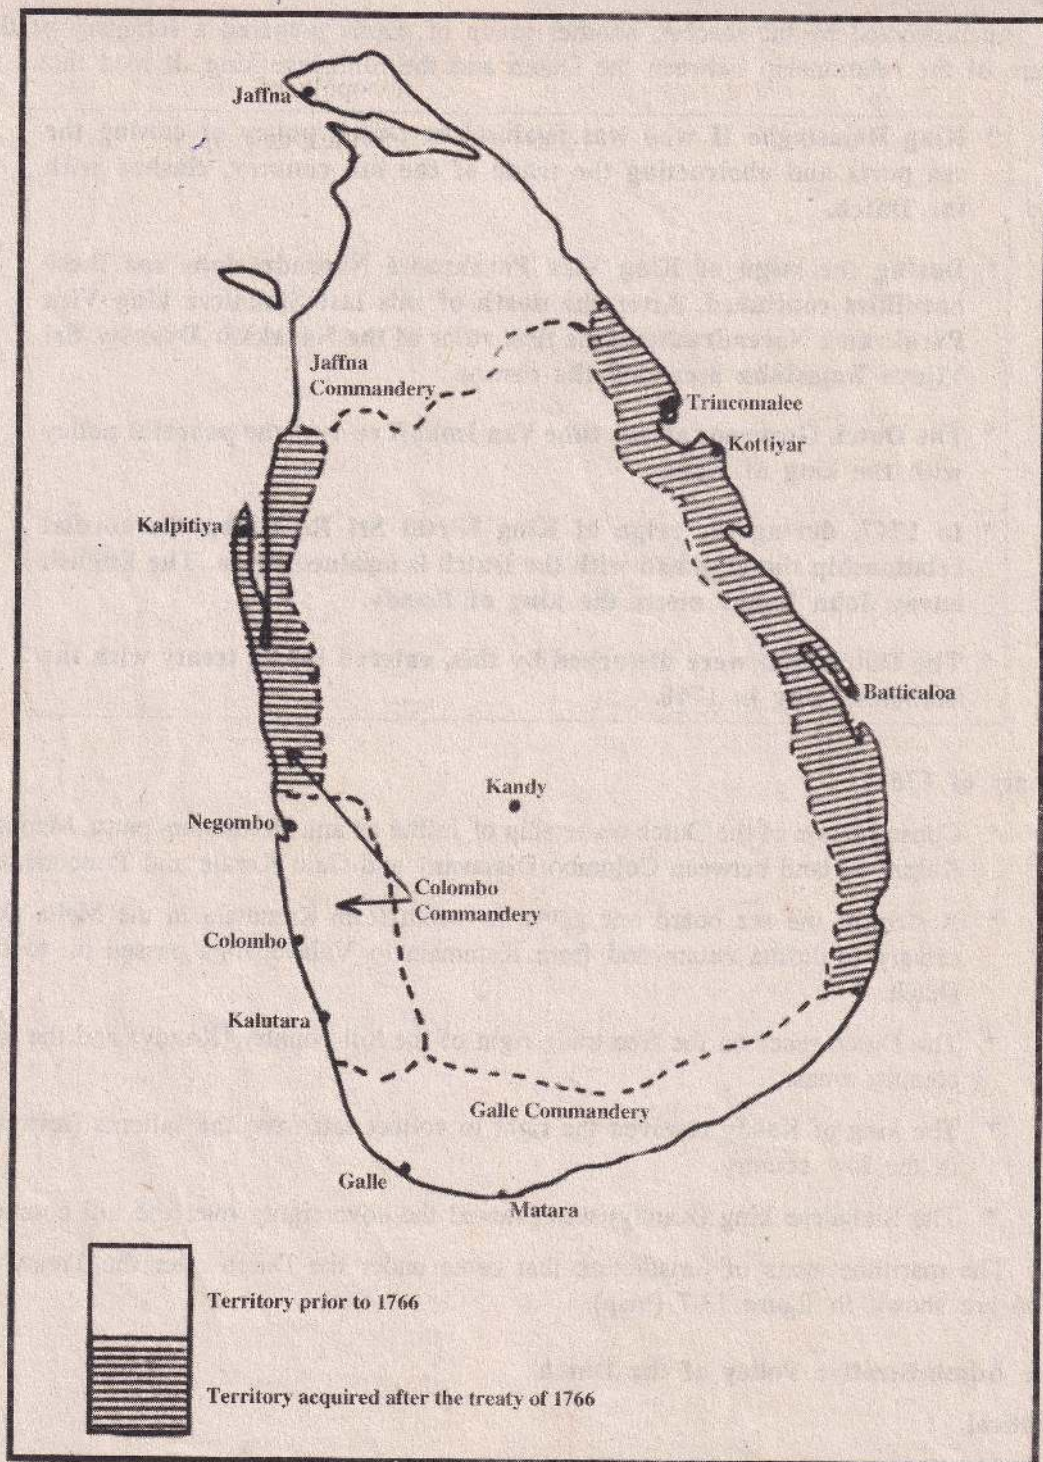 Jaffna
Jaffna
Commandery
Trincomalee
Kottiyar
Kalpitiya
Batticaloa
Kandy
Negombo
Colombo
Commandery
Colombo
Kalutara
Galle Commandery
Galle
Matara
Territory prior to 1766
Territory acquired after the treaty of 1766